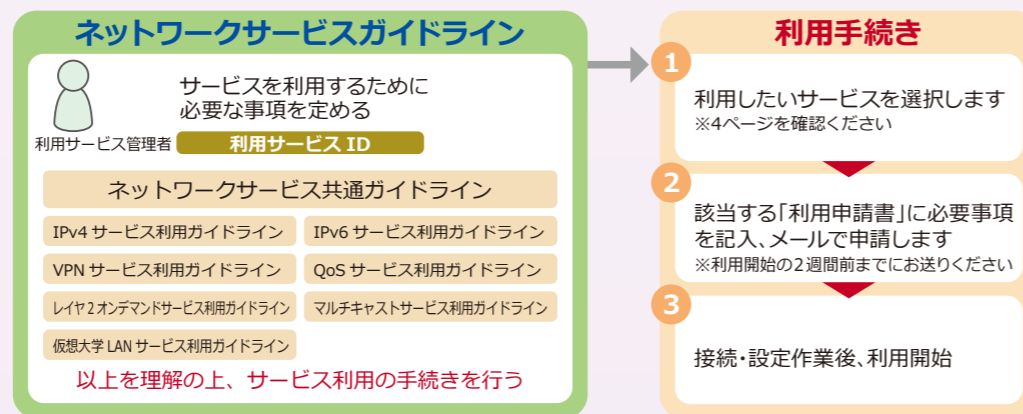 ネットワークサービスガイドライン
サービスを利用するために
必要な事項を定める
利用サービス管理者
利用サービス ID
ネットワークサービス共通ガイドライン
IPv4 サービス利用ガイドライン
IPv6 サービス利用ガイドライン
VPN サービス利用ガイドライン
QoS サービス利用ガイドライン
レイヤ2オンデマンドサービス利用ガイドライン
マルチキャストサービス利用ガイドライン
仮想大学 LAN サービス利用ガイドライン
以上を理解の上、サービス利用の手続きを行う
利用手続き
1
利用したいサービスを選択します
※4ページを確認ください
2
該当する「利用申請書」に必要事項
を記入、メールで申請します
※利用開始の2週間前までにお送りください
3
接続・設定作業後、利用開始